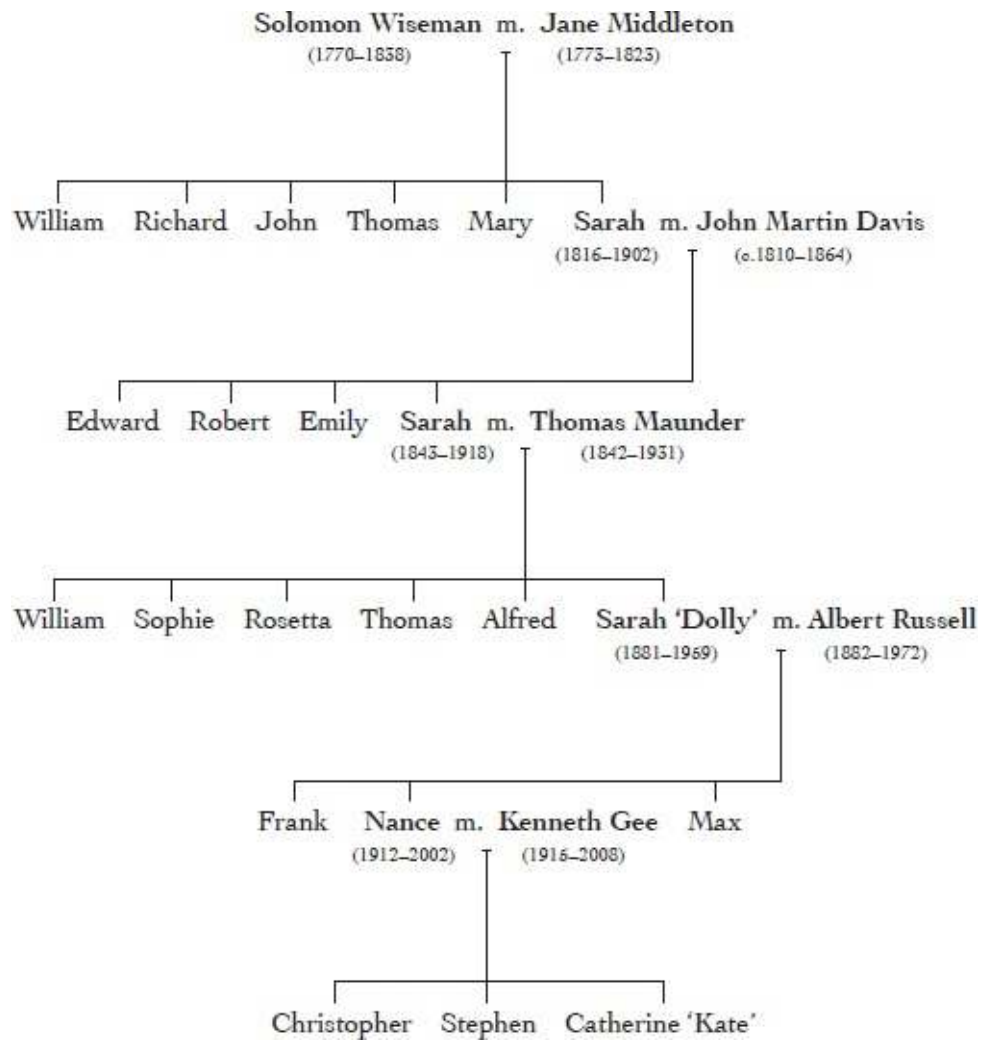 Solomon Wiseman m. Jane Middleton
(1770–1838) (1773–1823)
William Richard John Thomas Mary Sarah m. John Martin Davis
(1816–1902) (c.1810–1864)
Edward Robert Emily Sarah m. Thomas Maunder
(1843–1918) (1842–1931)
William Sophie Rosetta Thomas Alfred Sarah ‘Dolly’ m. Albert Russell
(1881–1969) (1882–1972)
Frank Nance m. Kenneth Gee Max
(1912–2002) (1916–2008)
Christopher Stephen Catherine ‘Kate’